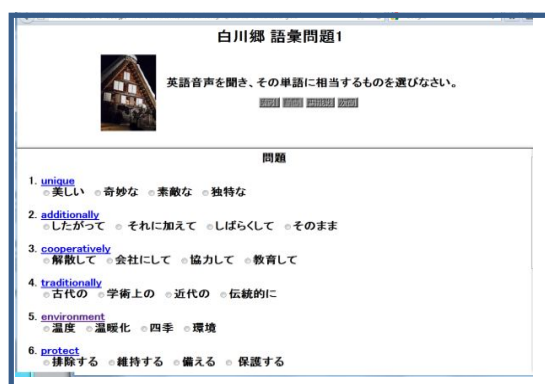 白川郷 語彙問題1
英語音声を聞き、その単語に相当するものを選びなさい。
問題
1. unique
美しい 奇妙な 素敵な 独特な
2. additionally
したがって それに加えて しばらくして そのまま
3. cooperatively
解散して 会社にして 協力して 教育して
4. traditionally
古代の 学術上の 近代の 伝統的に
5. environment
温度 温暖化 四季 環境
6. protect
排除する 維持する 備える 保護する